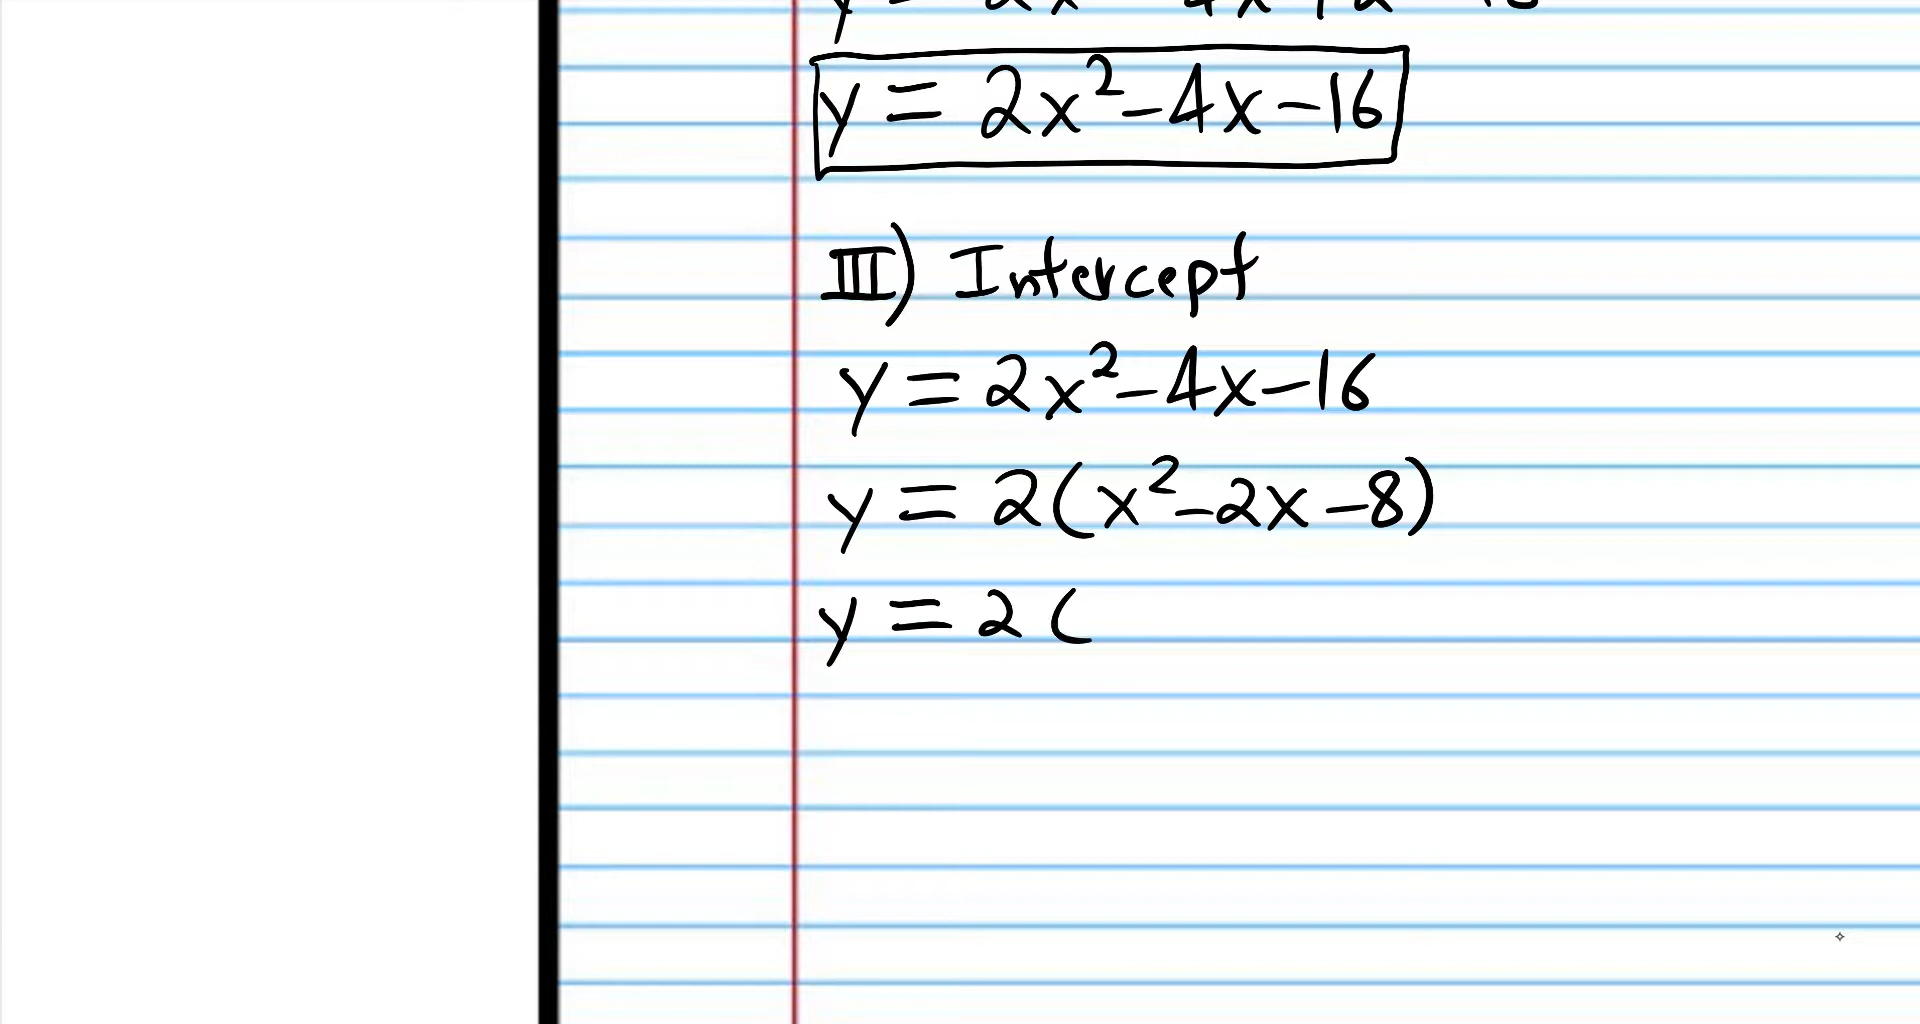 y = 2x²-4x-16
III) Intercept
y = 2x²-4x-16
y = 2(x²-2x-8)
y = 2(